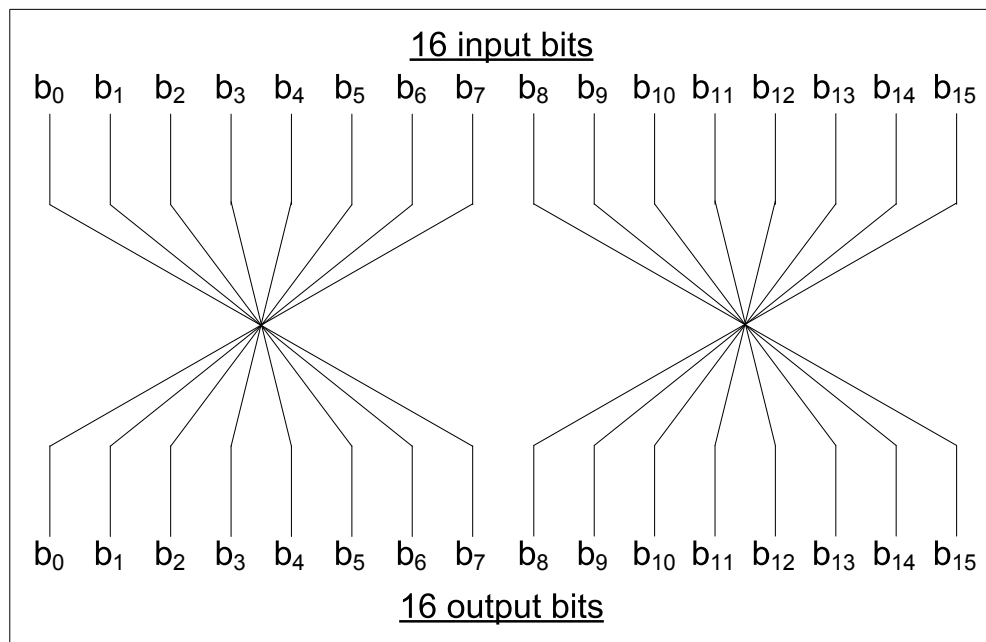 16 input bits
b₀ b₁ b₂ b₃ b₄ b₅ b₆ b₇ b₈ b₉ b₁₀ b₁₁ b₁₂ b₁₃ b₁₄ b₁₅
b₀ b₁ b₂ b₃ b₄ b₅ b₆ b₇ b₈ b₉ b₁₀ b₁₁ b₁₂ b₁₃ b₁₄ b₁₅
16 output bits